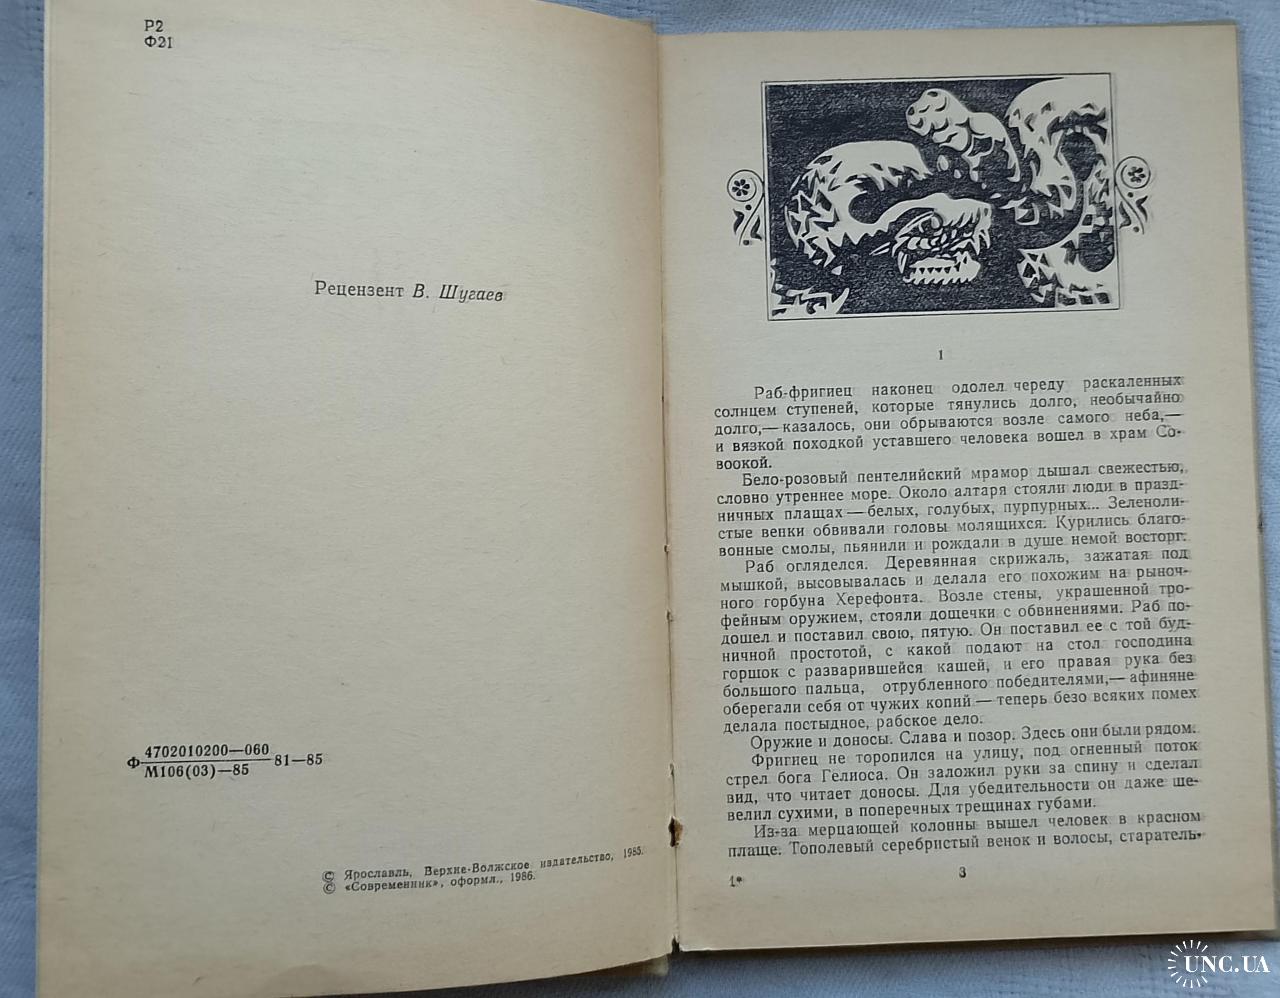 Р2
Ф21
Рецензент В. Шугаев
Ф 4702010200—060 81—85
М106(03)—85
© Ярославль, Верхне-Волжское издательство, 1985.
© «Современник», оформл., 1986.
1
Раб-фригиец наконец одолел череду раскаленных
солнцем ступеней, которые тянулись долго, необычайно
долго,— казалось, они обрываются возле самого неба,—
и вязкой походкой уставшего человека вошел в храм Со-
воокой.
Бело-розовый пентелийский мрамор дышал свежестью,
словно утреннее море. Около алтаря стояли люди в празд-
ничных плащах — белых, голубых, пурпурных... Зеленоли-
стые венки обвивали головы молящихся. Курились благо-
вонные смолы, пьянили и рождали в душе немой восторг.
Раб огляделся. Деревянная скрижаль, зажатая под
мышкой, высовывалась и делала его похожим на рыноч-
ного горбуна Херефонта. Возле стены, украшенной тро-
фейным оружием, стояли дощечки с обвинениями. Раб по-
дошел и поставил свою, пятую. Он поставил ее с той буд-
ничной простотой, с какой подают на стол господина
горшок с разварившейся кашей, и его правая рука без
большого пальца, отрубленного победителями,— афиняне
оберегали себя от чужих копий — теперь безо всяких помех
делала постыдное, рабское дело.
Оружие и доносы. Слава и позор. Здесь они были рядом.
Фригиец не торопился на улицу, под огненный поток
стрел бога Гелиоса. Он заложил руки за спину и сделал
вид, что читает доносы. Для убедительности он даже ше-
велил сухими, в поперечных трещинах губами.
Из-за мерцающей колонны вышел человек в красном
плаще. Тополевый серебристый венок и волосы, старатель-
1*
3
UNC.UA